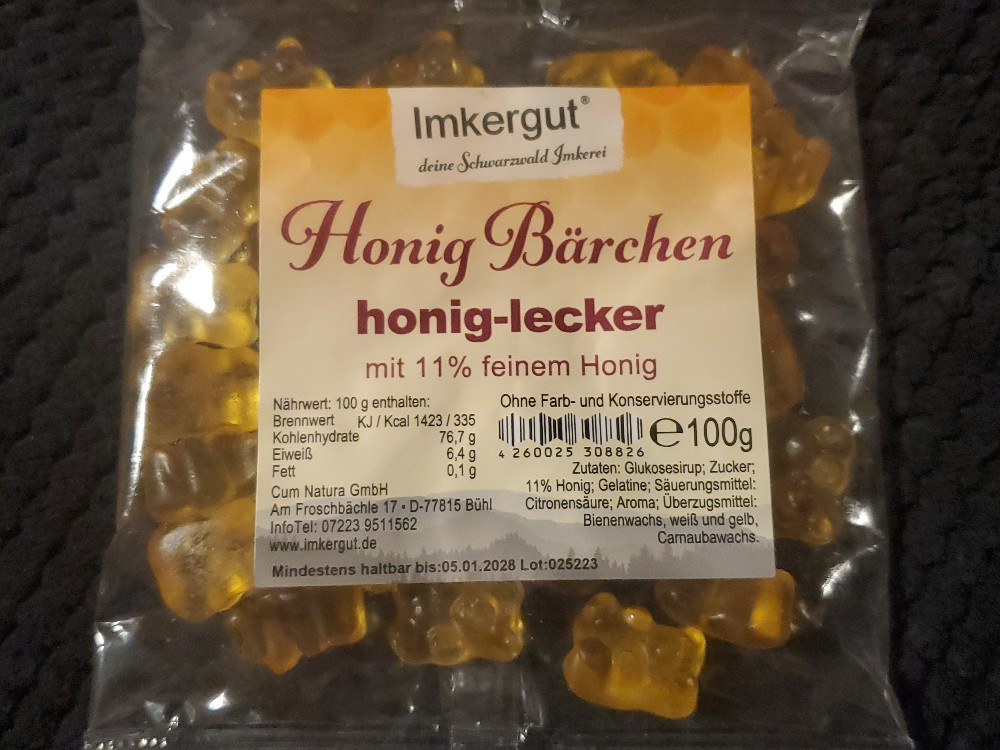 Imkergut®
deine Schwarzwald Imkerei
Honig Bärchen
honig-lecker
mit 11% feinem Honig
Nährwert: 100 g enthalten:
Brennwert KJ / Kcal 1423 / 335
Kohlenhydrate 76,7 g
Eiweiß 6,4 g
Fett 0,1 g
Cum Natura GmbH
Am Froschbächle 17 • D-77815 Bühl
InfoTel: 07223 9511562
www.imkergut.de
Mindestens haltbar bis:05.01.2028 Lot:025223
Ohne Farb- und Konservierungsstoffe
4 260025 308826
e100g
Zutaten: Glukosesirup; Zucker;
11% Honig; Gelatine; Säuerungsmittel:
Citronensäure; Aroma; Überzugsmittel:
Bienenwachs, weiß und gelb,
Carnaubawachs.